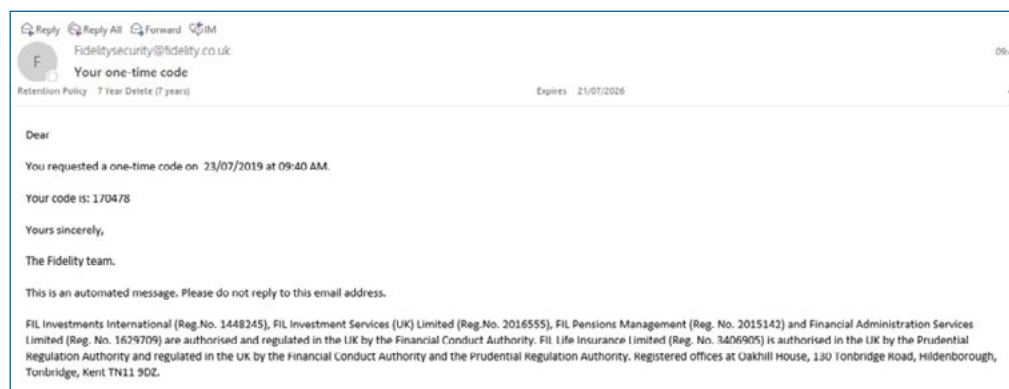 Reply Reply All Forward IM
Fidelitysecurity@fidelity.co.uk
09:
F
Your one-time code
Retention Policy 7 Year Delete (7 years) Expires 21/07/2026
Dear
You requested a one-time code on 23/07/2019 at 09:40 AM.
Your code is: 170478
Yours sincerely,
The Fidelity team.
This is an automated message. Please do not reply to this email address.
FIL Investments International (Reg.No. 1448245), FIL Investment Services (UK) Limited (Reg.No. 2016555), FIL Pensions Management (Reg. No. 2015142) and Financial Administration Services
Limited (Reg. No. 1629709) are authorised and regulated in the UK by the Financial Conduct Authority. FIL Life Insurance Limited (Reg. No. 3406905) is authorised in the UK by the Prudential
Regulation Authority and regulated in the UK by the Financial Conduct Authority and the Prudential Regulation Authority. Registered offices at Oakhill House, 130 Tonbridge Road, Hildenborough,
Tonbridge, Kent TN11 9DZ.